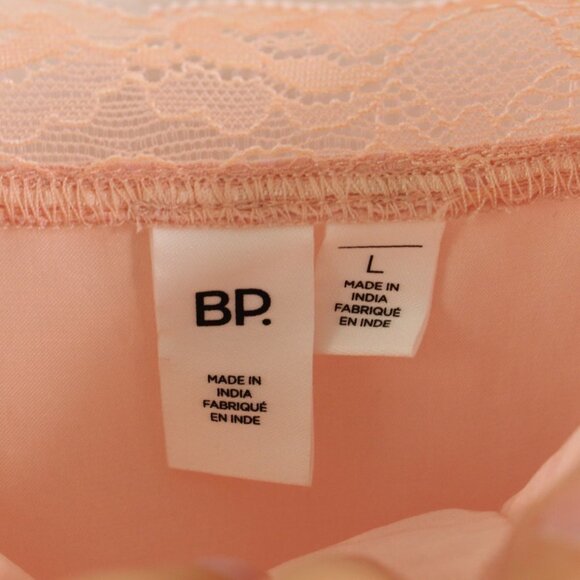 BP.
MADE IN
INDIA
FABRIQUÉ
EN INDE
L
MADE IN
INDIA
FABRIQUÉ
EN INDE